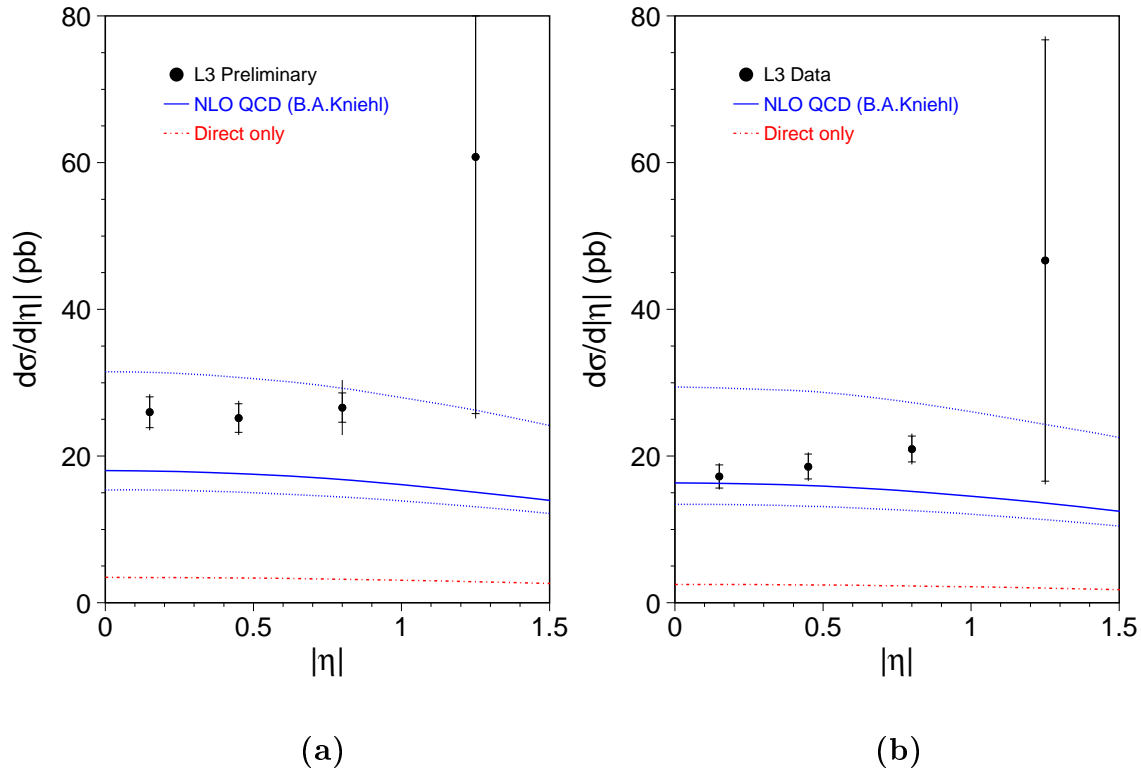 80
60
40
20
0
0
0.5
1
1.5
dσ/d|η| (pb)
|η|
L3 Preliminary
NLO QCD (B.A.Kniehl)
Direct only
(a)
80
60
40
20
0
0
0.5
1
1.5
dσ/d|η| (pb)
|η|
L3 Data
NLO QCD (B.A.Kniehl)
Direct only
(b)